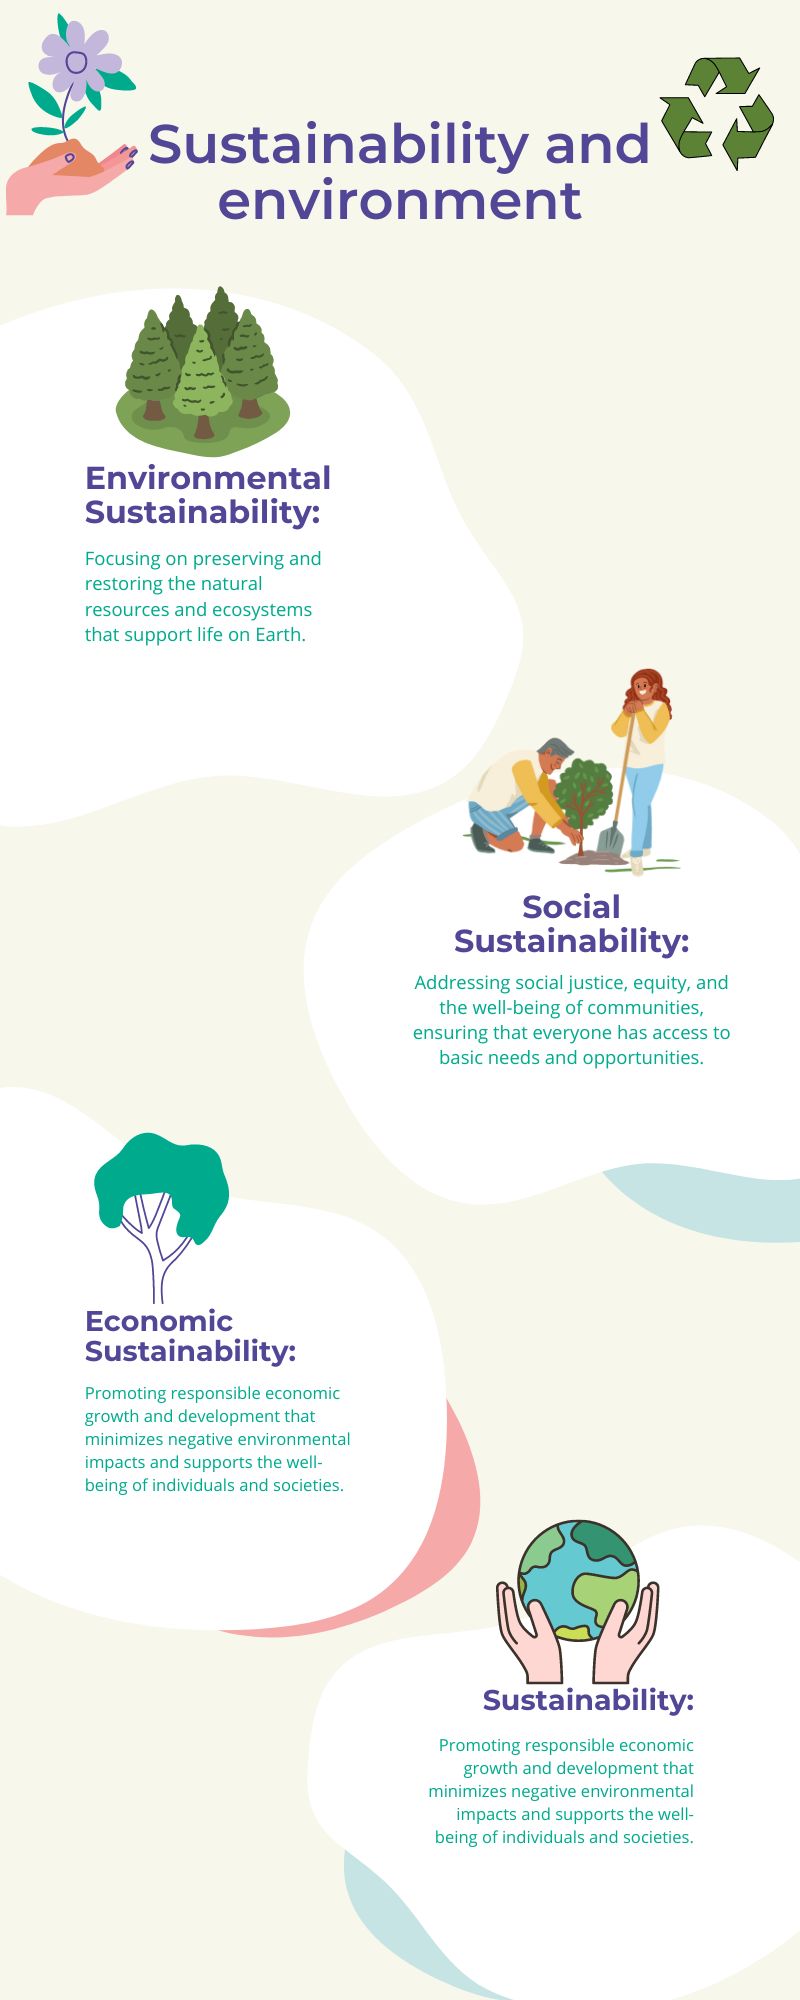 Sustainability and
environment
Environmental
Sustainability:
Focusing on preserving and
restoring the natural
resources and ecosystems
that support life on Earth.
Social
Sustainability:
Addressing social justice, equity, and
the well-being of communities,
ensuring that everyone has access to
basic needs and opportunities.
Economic
Sustainability:
Promoting responsible economic
growth and development that
minimizes negative environmental
impacts and supports the well-
being of individuals and societies.
Sustainability:
Promoting responsible economic
growth and development that
minimizes negative environmental
impacts and supports the well-
being of individuals and societies.